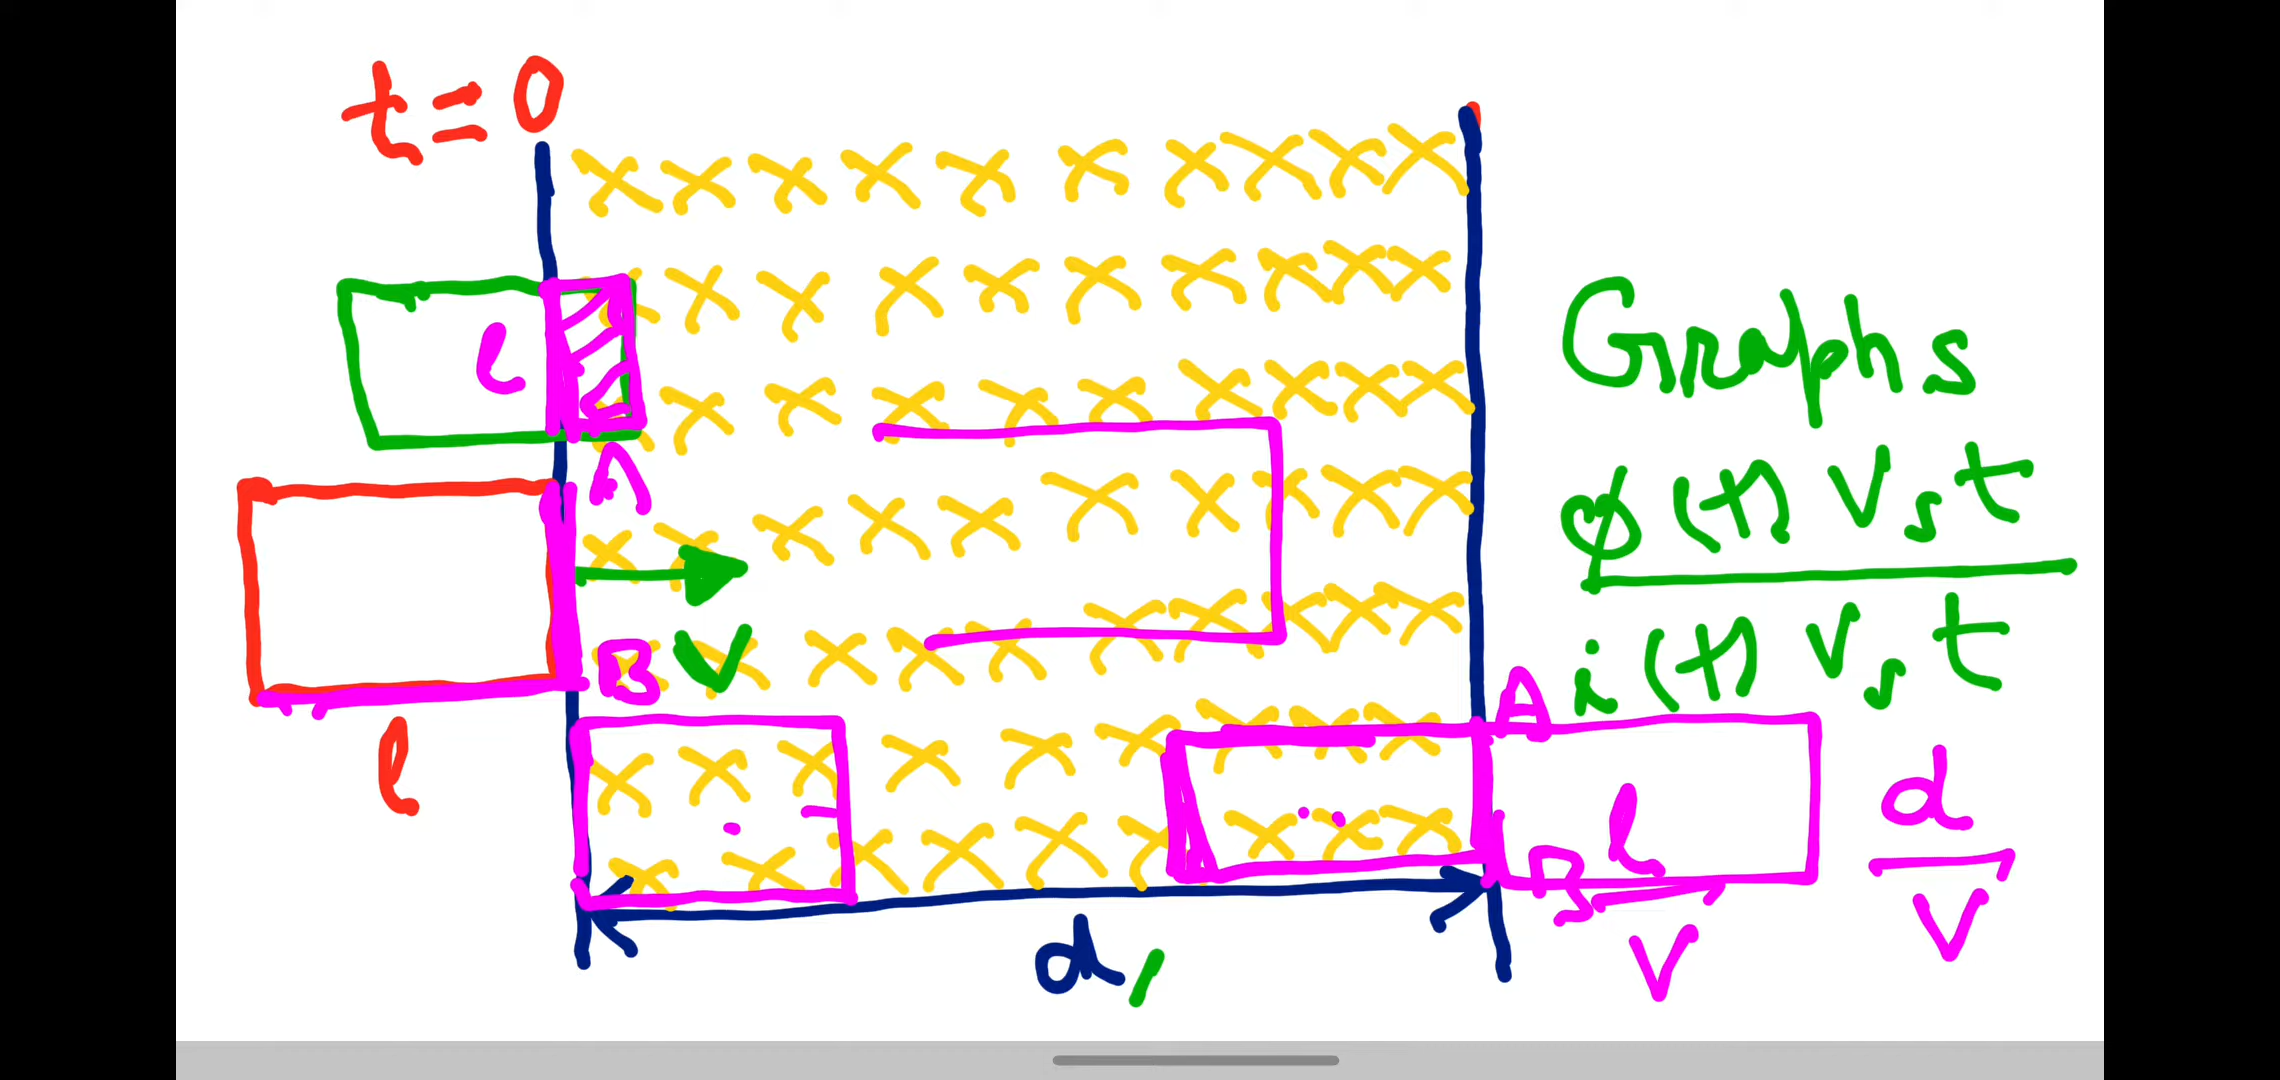 t = 0
l
A
B V
l
Graphs
φ(t) Vs t
i(t) Vs t
A
B
l
V
d
V
d